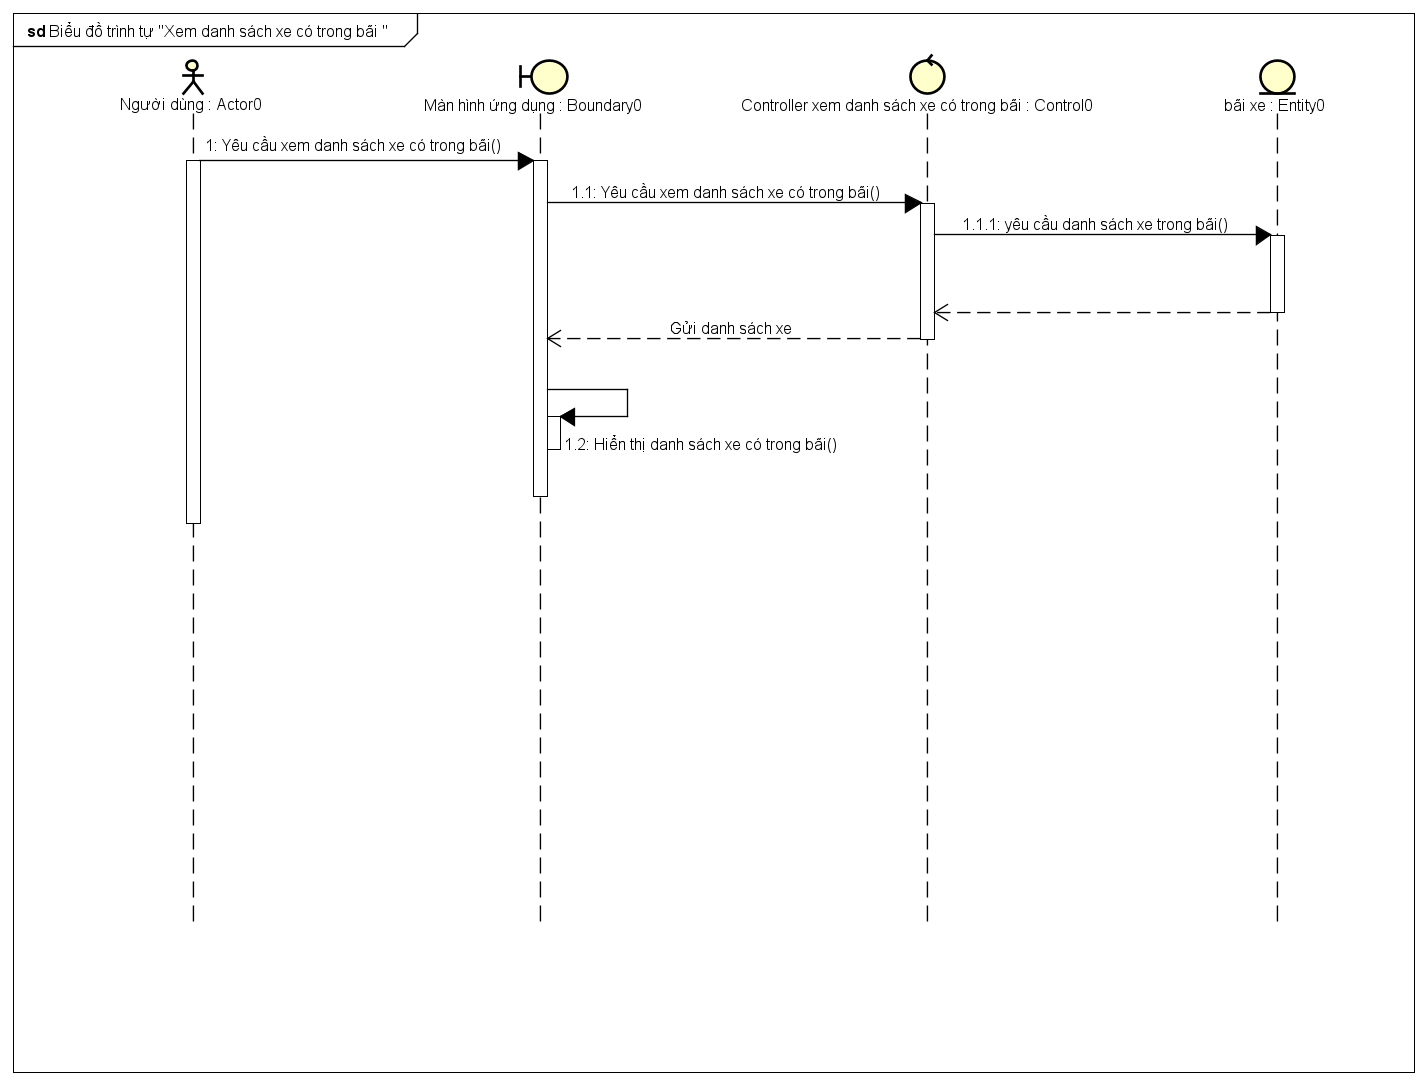 sd Biểu đồ trình tự "Xem danh sách xe có trong bãi "
Người dùng : Actor0
Màn hình ứng dụng : Boundary0
Controller xem danh sách xe có trong bãi : Control0
bãi xe : Entity0
1: Yêu cầu xem danh sách xe có trong bãi()
1.1: Yêu cầu xem danh sách xe có trong bãi()
1.1.1: yêu cầu danh sách xe trong bãi()
Gửi danh sách xe
1.2: Hiển thị danh sách xe có trong bãi()